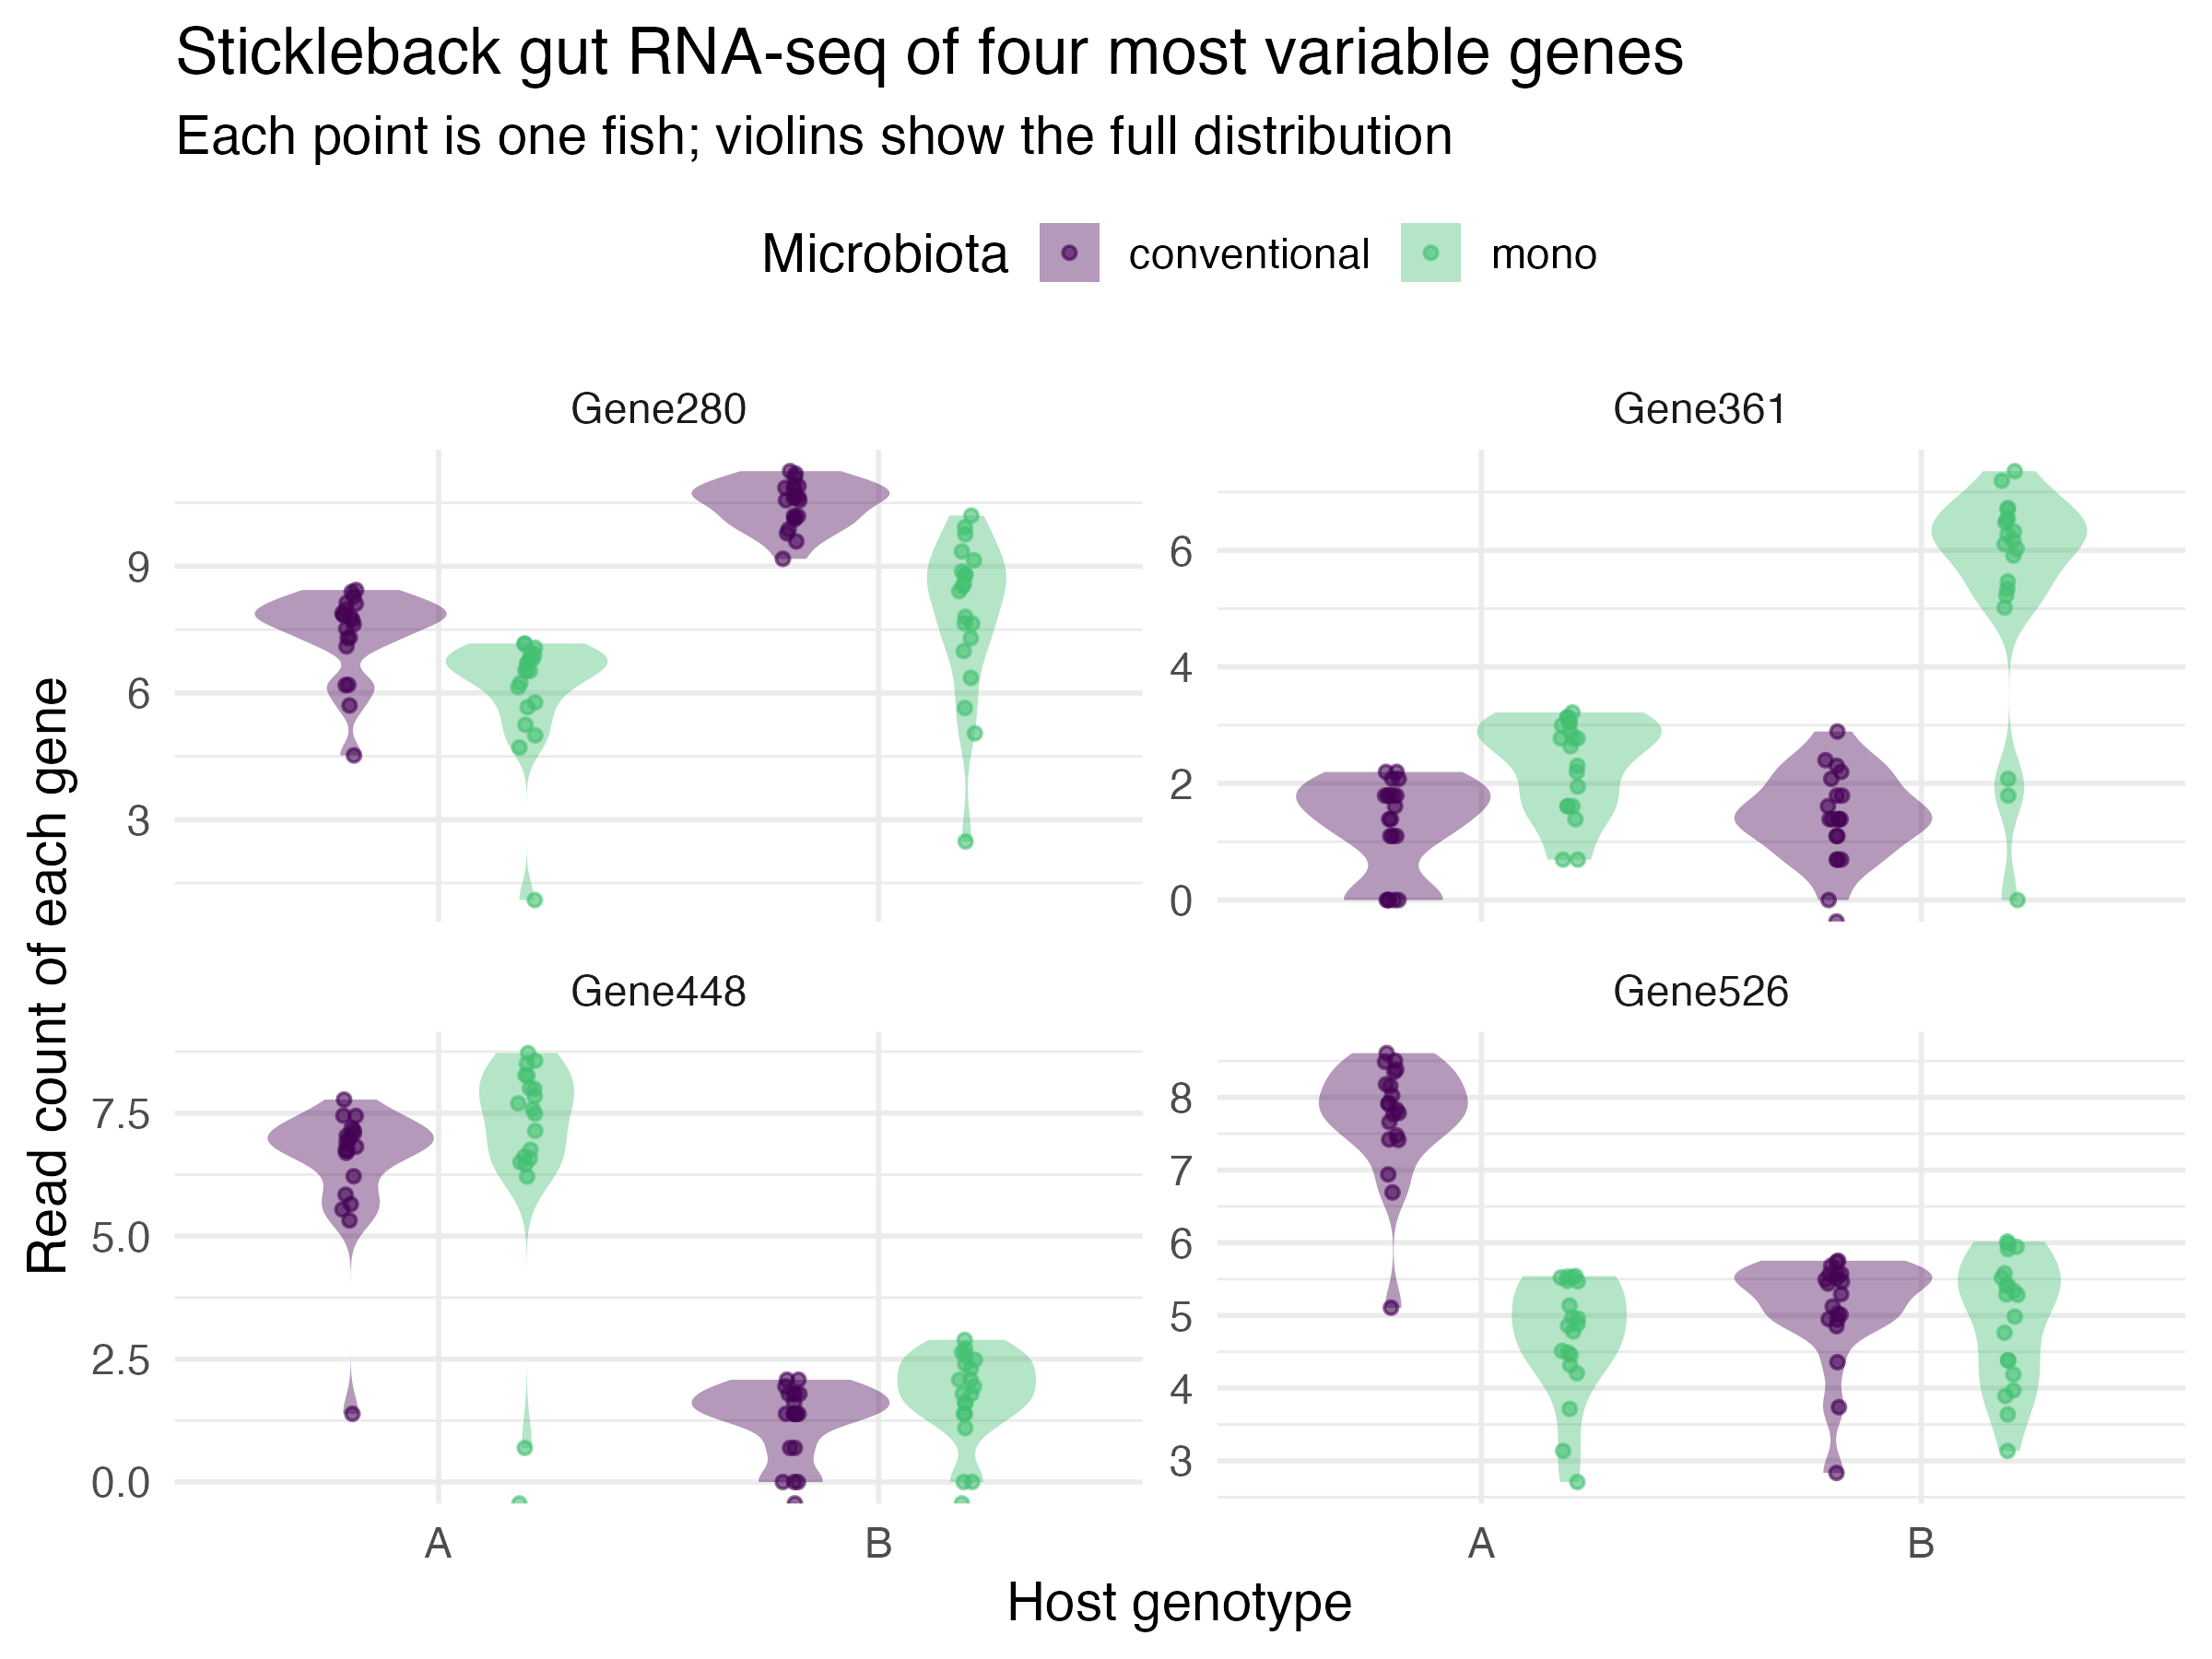 Stickleback gut RNA-seq of four most variable genes
Each point is one fish; violins show the full distribution
Microbiota conventional mono
Gene280
Gene361
9
6
3
6
4
2
0
Read count of each gene
Gene448
Gene526
7.5
5.0
2.5
0.0
8
7
6
5
4
3
A B
A B
Host genotype